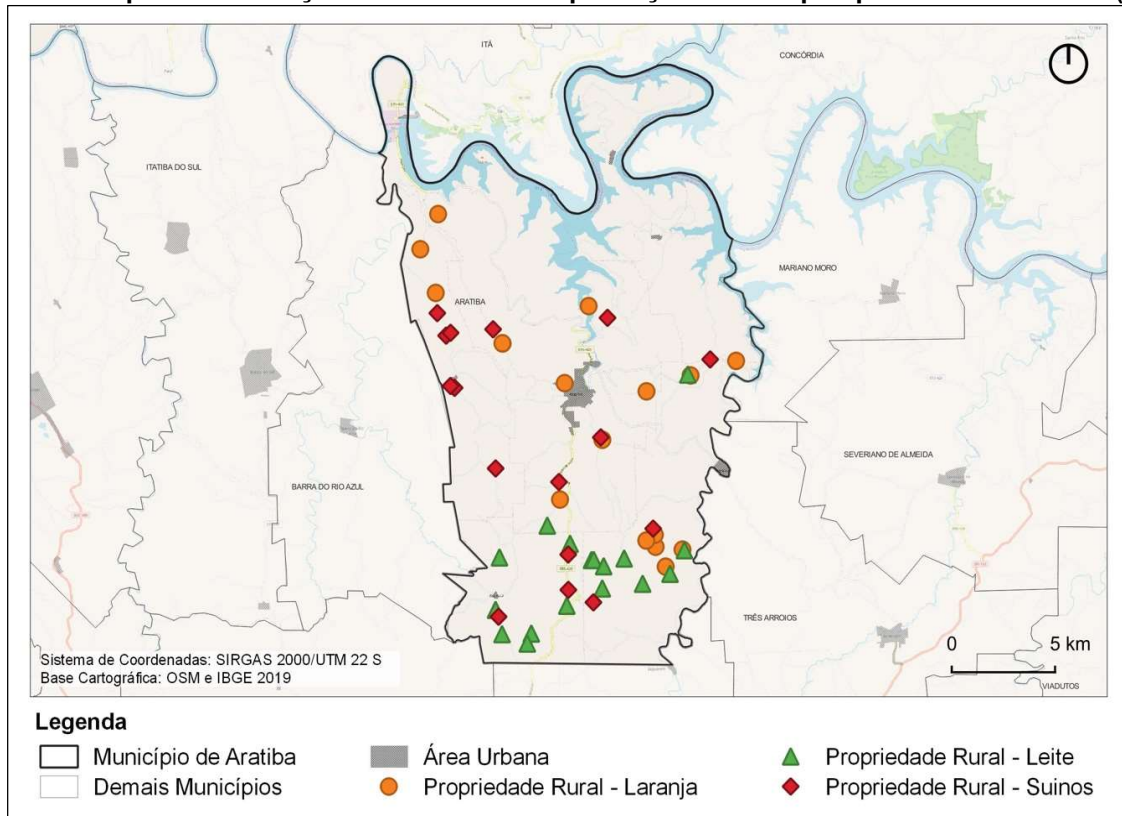 ITÁ
CONCÓRDIA
ITATIBA DO SUL
MARIANO MORO
ARATIBA
SEVERIANO DE ALMEIDA
BARRA DO RIO AZUL
TRÊS ARROIOS
0 5 km
Sistema de Coordenadas: SIRGAS 2000/UTM 22 S
Base Cartográfica: OSM e IBGE 2019
VIADUTOS
Legenda
Município de Aratiba
Área Urbana
Propriedade Rural - Leite
Demais Municípios
Propriedade Rural - Laranja
Propriedade Rural - Suinos